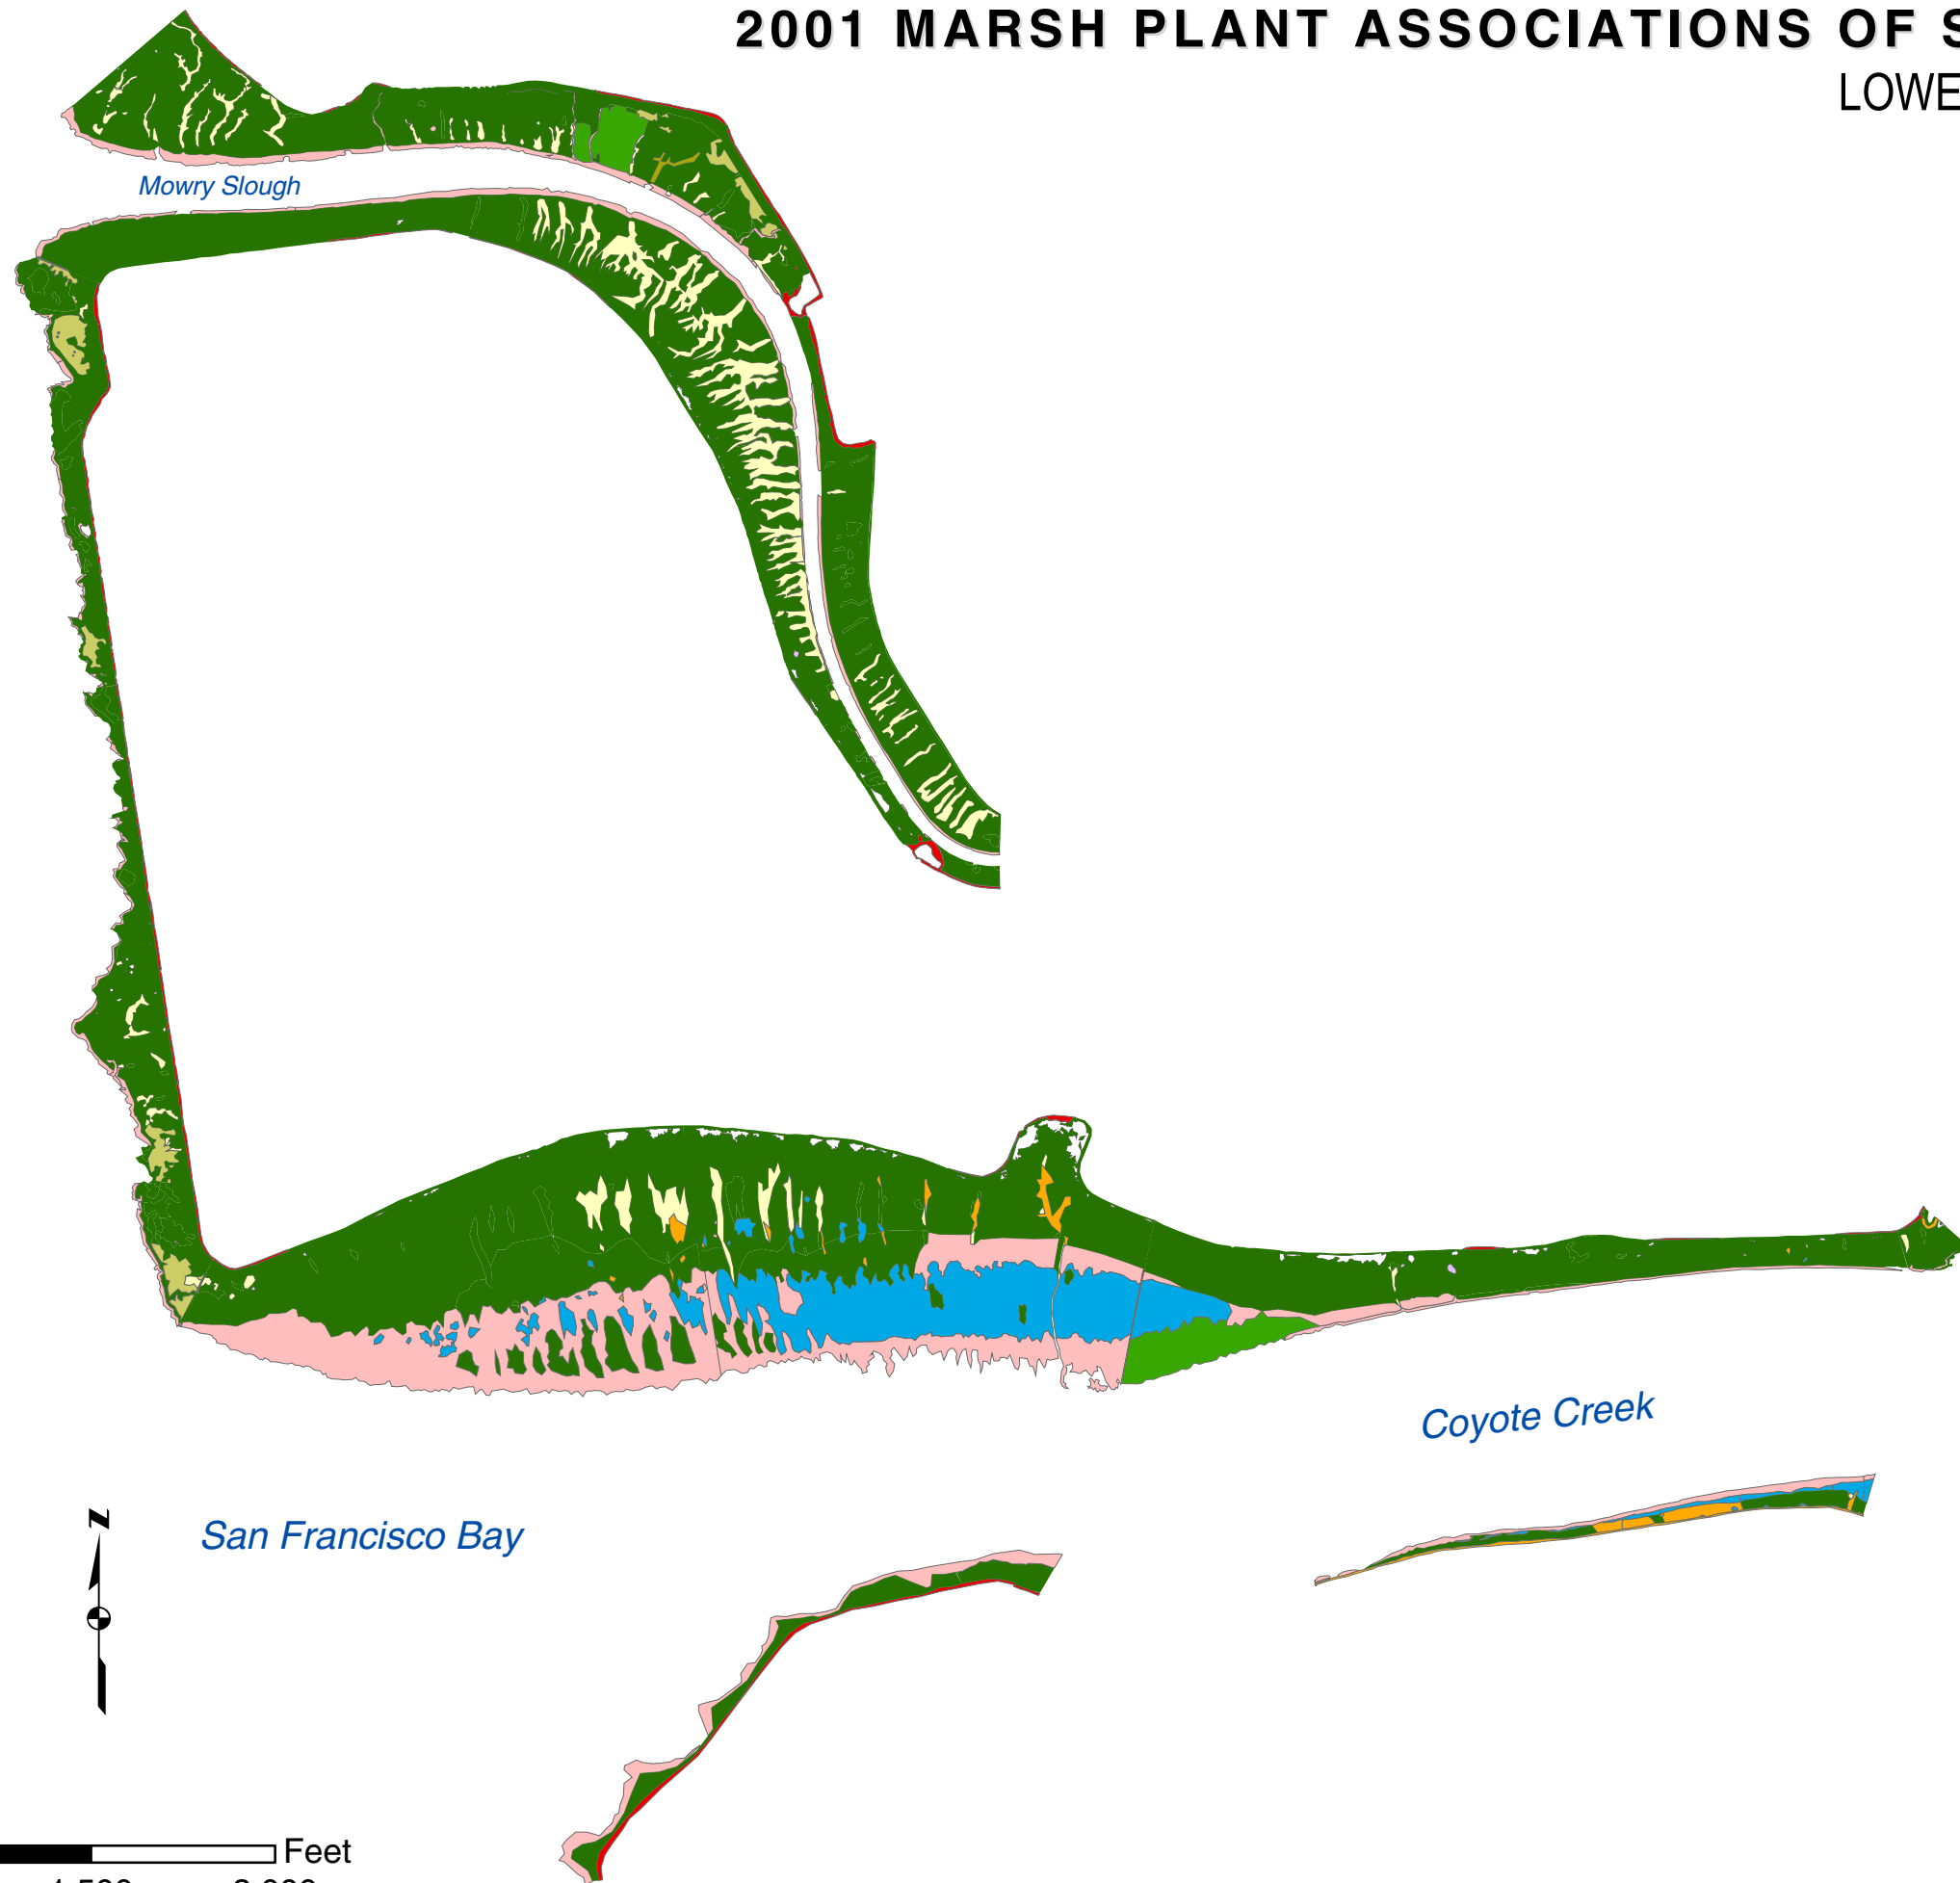 2001 MARSH PLANT ASSOCIATIONS OF S
LOWE
Mowry Slough
Coyote Creek
San Francisco Bay
N
Feet